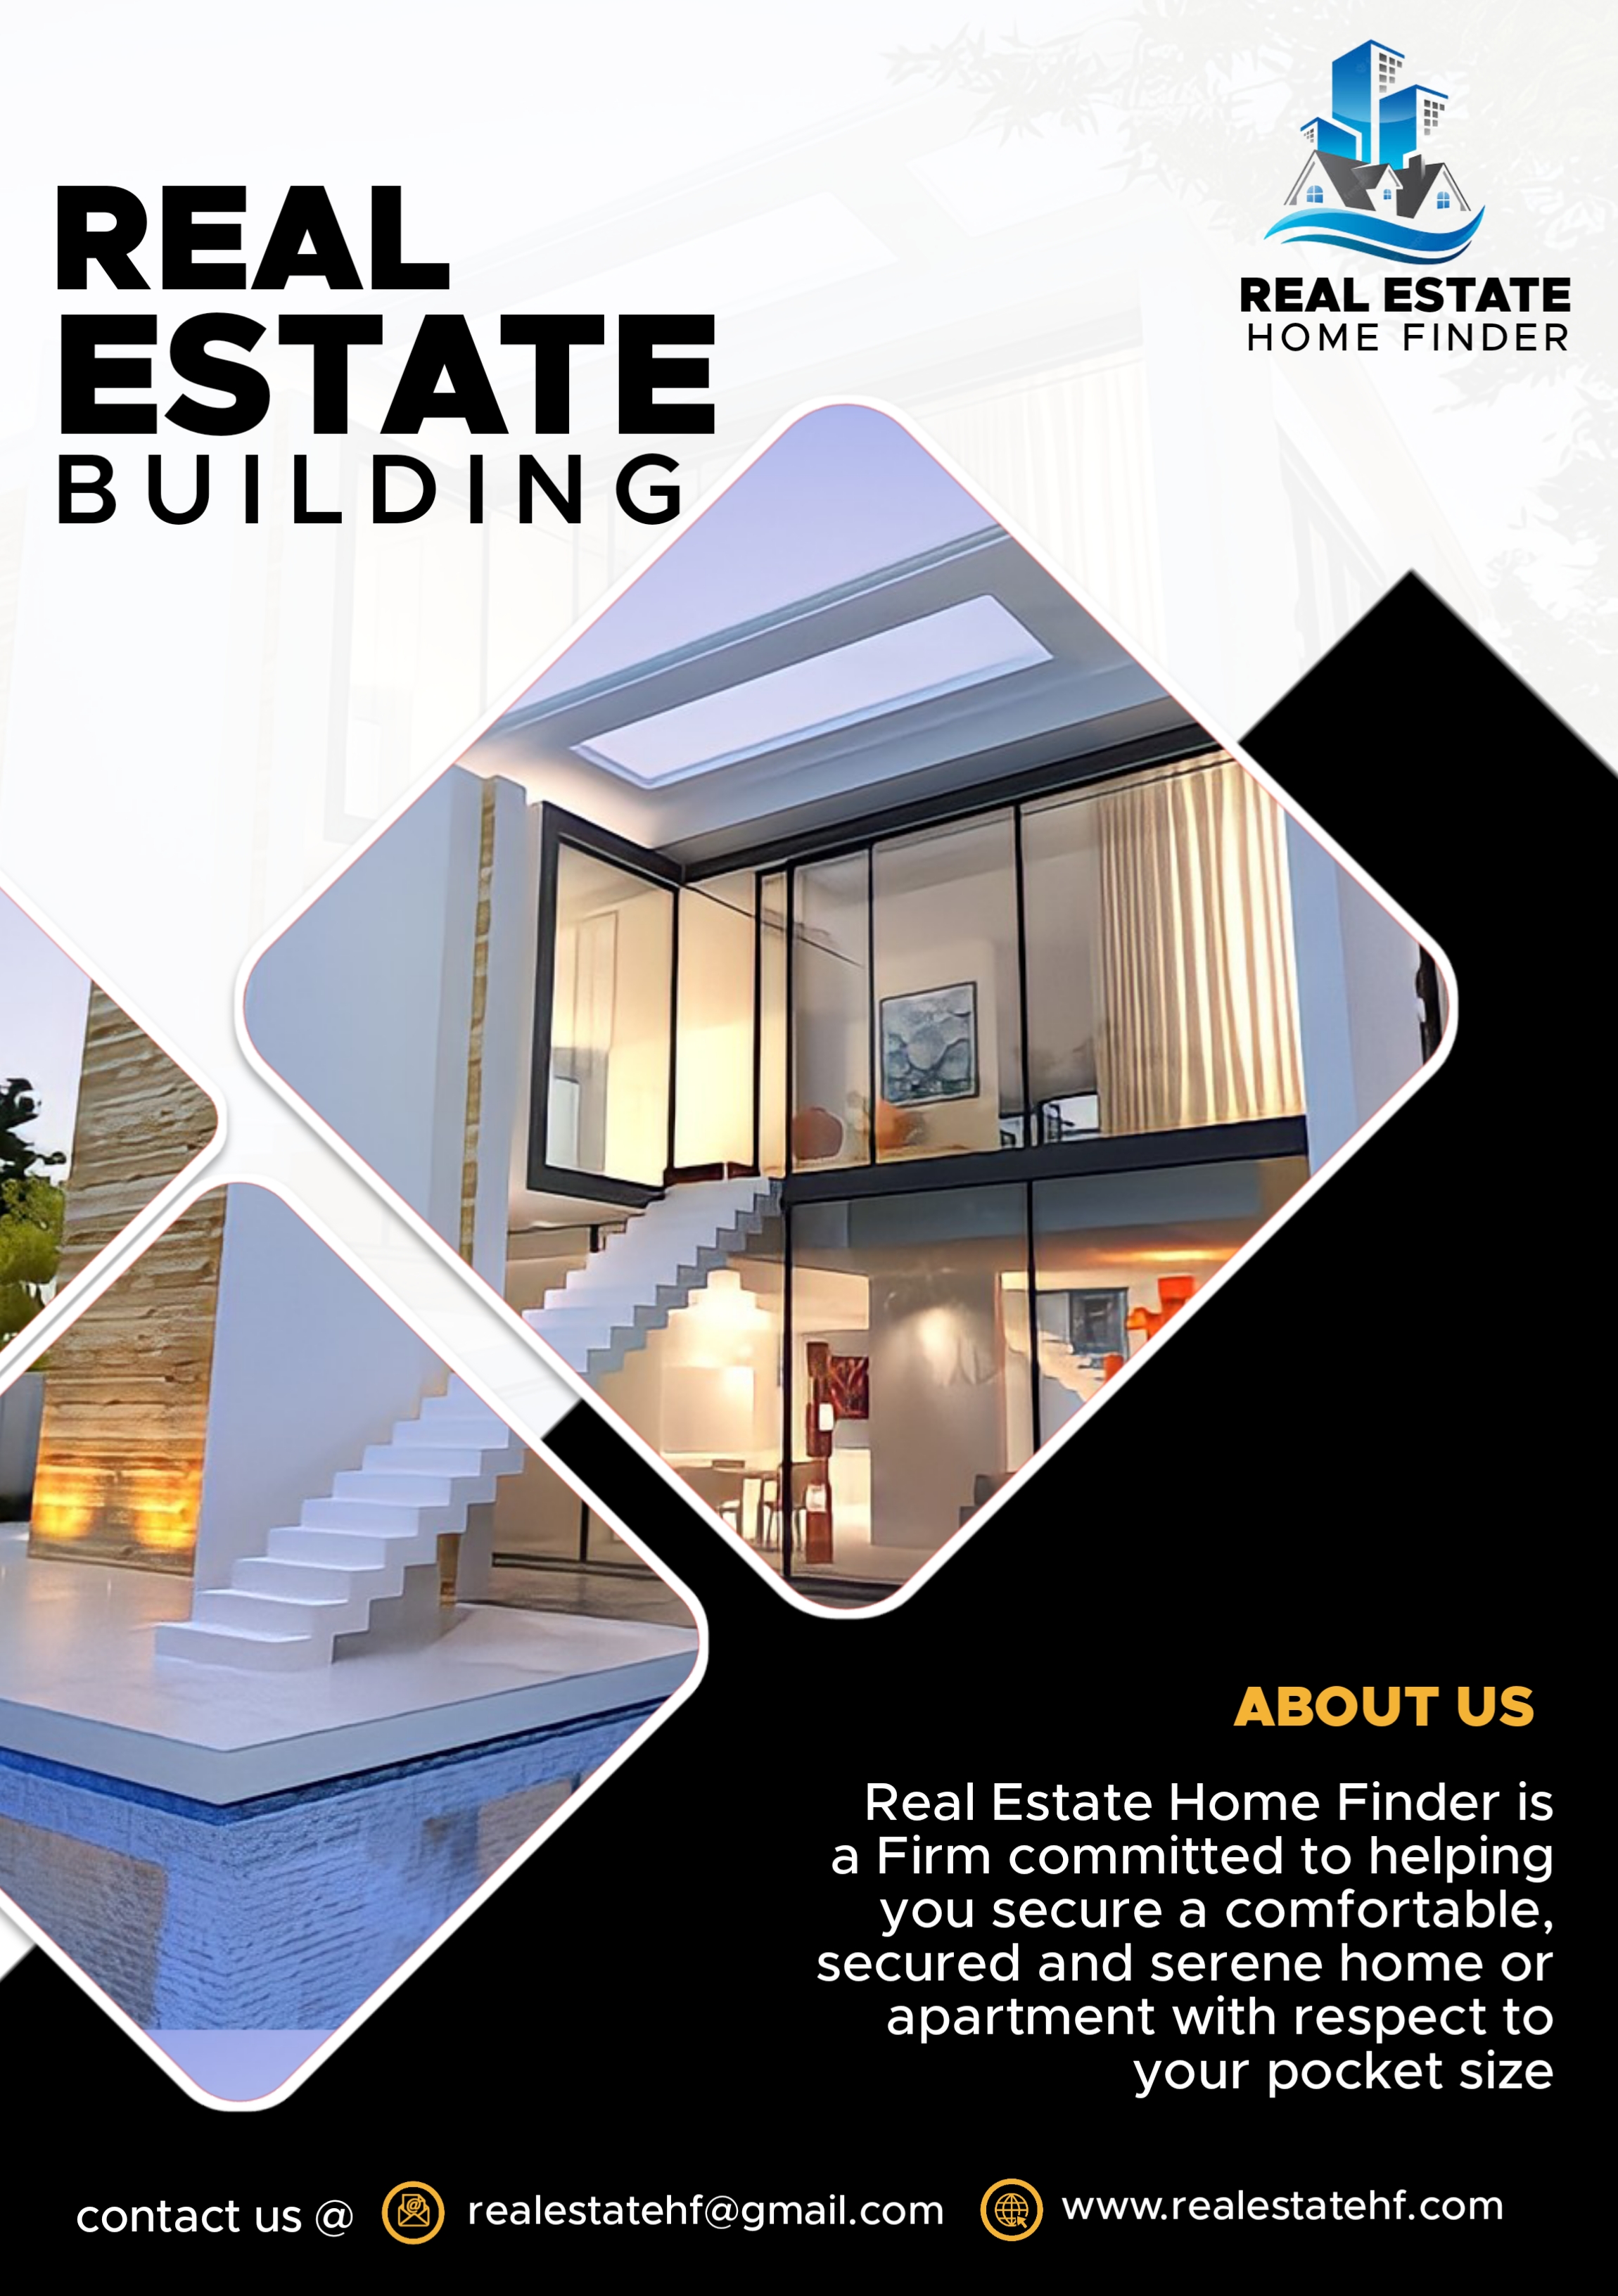 REAL ESTATE
HOME FINDER
REAL
ESTATE
BUILDING
ABOUT US
Real Estate Home Finder is
a Firm committed to helping
you secure a comfortable,
secured and serene home or
apartment with respect to
your pocket size
contact us @ realestatehf@gmail.com www.realestatehf.com